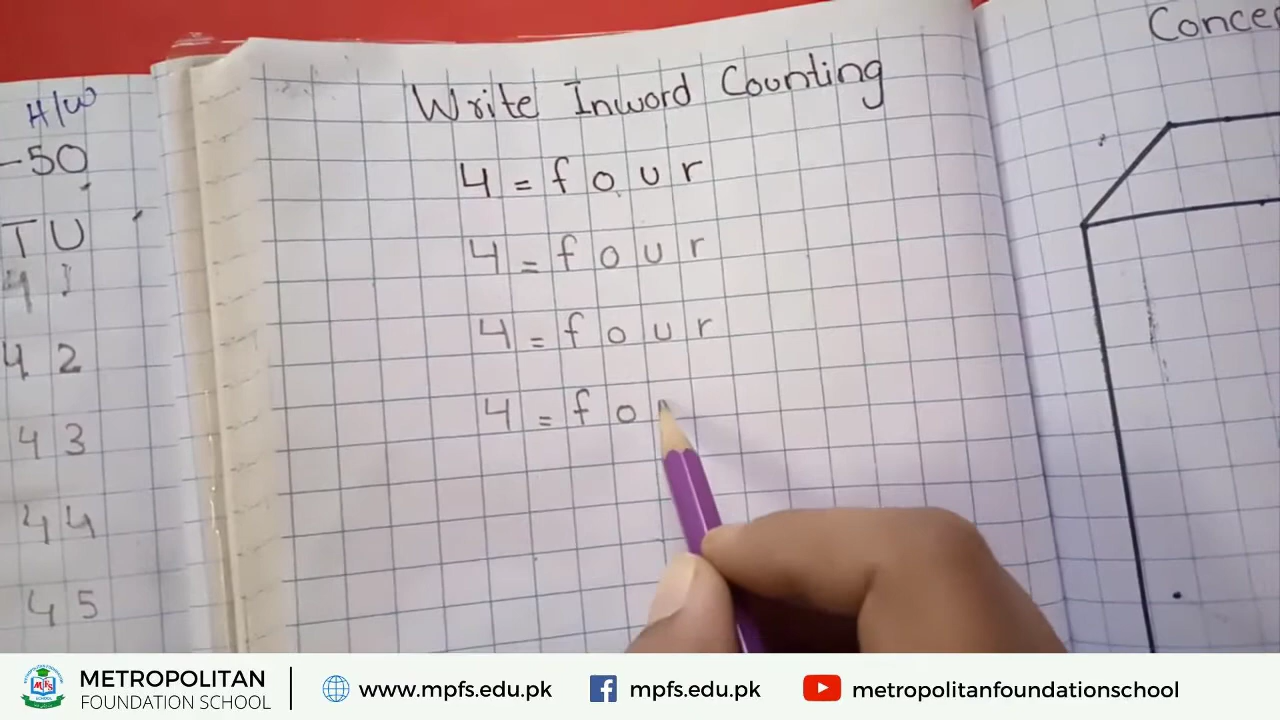 H/W
-50
TU
41
42
43
44
45
Write Inword Counting
4 = four
4 = four
4 = four
4 = fo
METROPOLITAN
FOUNDATION SCHOOL
www.mpfs.edu.pk
mpfs.edu.pk
metropolitanfoundationschool